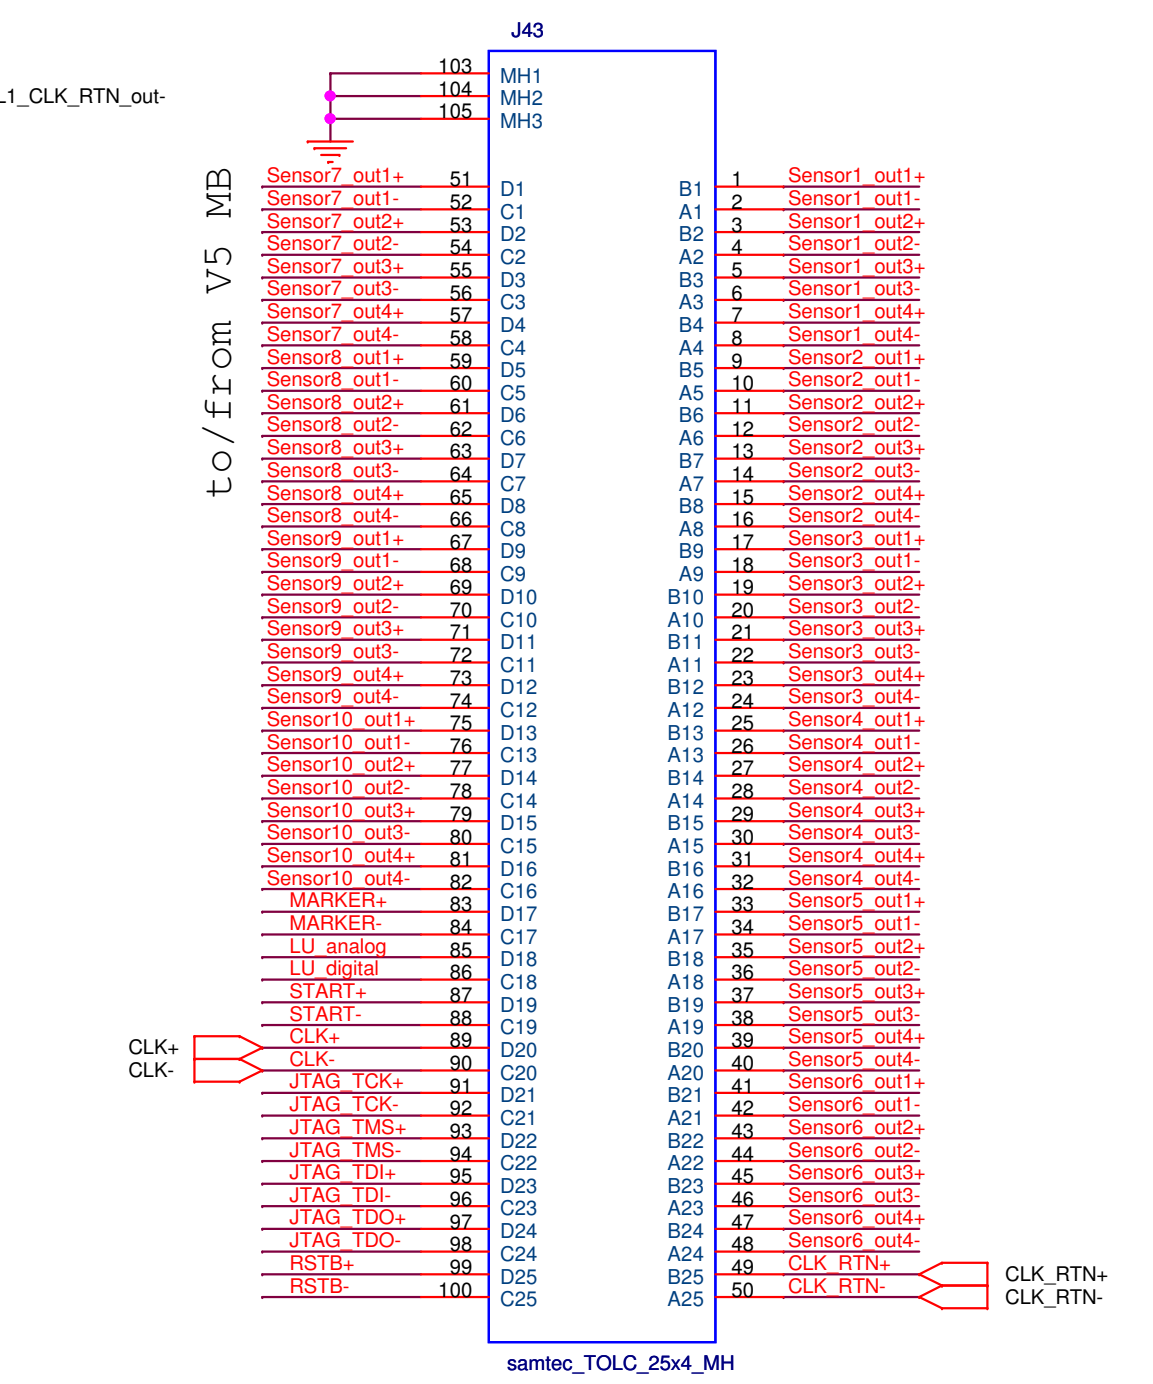 J43
103 MH1
L1_CLK_RTN_out-
104 MH2
105 MH3
to/from V5 MB
Sensor7_out1+ 51 D1 B1 1 Sensor1_out1+
Sensor7_out1- 52 C1 A1 2 Sensor1_out1-
Sensor7_out2+ 53 D2 B2 3 Sensor1_out2+
Sensor7_out2- 54 C2 A2 4 Sensor1_out2-
Sensor7_out3+ 55 D3 B3 5 Sensor1_out3+
Sensor7_out3- 56 C3 A3 6 Sensor1_out3-
Sensor7_out4+ 57 D4 B4 7 Sensor1_out4+
Sensor7_out4- 58 C4 A4 8 Sensor1_out4-
Sensor8_out1+ 59 D5 B5 9 Sensor2_out1+
Sensor8_out1- 60 C5 A5 10 Sensor2_out1-
Sensor8_out2+ 61 D6 B6 11 Sensor2_out2+
Sensor8_out2- 62 C6 A6 12 Sensor2_out2-
Sensor8_out3+ 63 D7 B7 13 Sensor2_out3+
Sensor8_out3- 64 C7 A7 14 Sensor2_out3-
Sensor8_out4+ 65 D8 B8 15 Sensor2_out4+
Sensor8_out4- 66 C8 A8 16 Sensor2_out4-
Sensor9_out1+ 67 D9 B9 17 Sensor3_out1+
Sensor9_out1- 68 C9 A9 18 Sensor3_out1-
Sensor9_out2+ 69 D10 B10 19 Sensor3_out2+
Sensor9_out2- 70 C10 A10 20 Sensor3_out2-
Sensor9_out3+ 71 D11 B11 21 Sensor3_out3+
Sensor9_out3- 72 C11 A11 22 Sensor3_out3-
Sensor9_out4+ 73 D12 B12 23 Sensor3_out4+
Sensor9_out4- 74 C12 A12 24 Sensor3_out4-
Sensor10_out1+ 75 D13 B13 25 Sensor4_out1+
Sensor10_out1- 76 C13 A13 26 Sensor4_out1-
Sensor10_out2+ 77 D14 B14 27 Sensor4_out2+
Sensor10_out2- 78 C14 A14 28 Sensor4_out2-
Sensor10_out3+ 79 D15 B15 29 Sensor4_out3+
Sensor10_out3- 80 C15 A15 30 Sensor4_out3-
Sensor10_out4+ 81 D16 B16 31 Sensor4_out4+
Sensor10_out4- 82 C16 A16 32 Sensor4_out4-
MARKER+ 83 D17 B17 33 Sensor5_out1+
MARKER- 84 C17 A17 34 Sensor5_out1-
LU_analog 85 D18 B18 35 Sensor5_out2+
LU_digital 86 C18 A18 36 Sensor5_out2-
START+ 87 D19 B19 37 Sensor5_out3+
START- 88 C19 A19 38 Sensor5_out3-
CLK+ CLK+ 89 D20 B20 39 Sensor5_out4+
CLK- CLK- 90 C20 A20 40 Sensor5_out4-
JTAG_TCK+ 91 D21 B21 41 Sensor6_out1+
JTAG_TCK- 92 C21 A21 42 Sensor6_out1-
JTAG_TMS+ 93 D22 B22 43 Sensor6_out2+
JTAG_TMS- 94 C22 A22 44 Sensor6_out2-
JTAG_TDI+ 95 D23 B23 45 Sensor6_out3+
JTAG_TDI- 96 C23 A23 46 Sensor6_out3-
JTAG_TDO+ 97 D24 B24 47 Sensor6_out4+
JTAG_TDO- 98 C24 A24 48 Sensor6_out4-
RSTB+ 99 D25 B25 49 CLK_RTN+ CLK_RTN+
RSTB- 100 C25 A25 50 CLK_RTN- CLK_RTN-
samtec_TOLC_25x4_MH